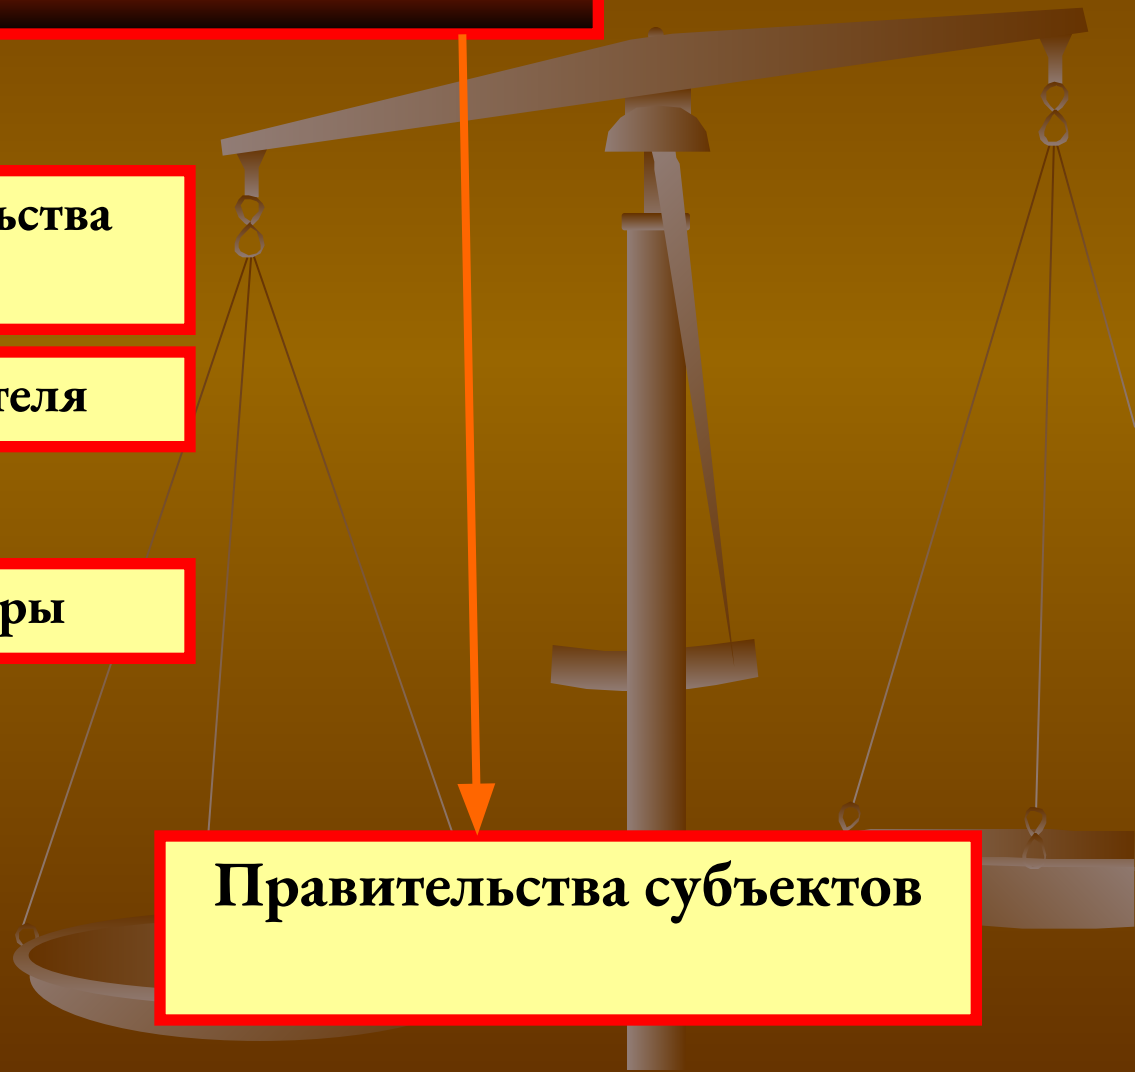 ьства
теля
ры
Правительства субъектов